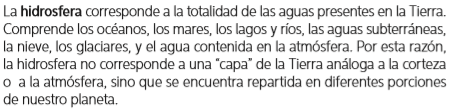 La hidrosfera corresponde a la totalidad de las aguas presentes en la Tierra.
Comprende los océanos, los mares, los lagos y ríos, las aguas subterráneas,
la nieve, los glaciares, y el agua contenida en la atmósfera. Por esta razón,
la hidrosfera no corresponde a una “capa” de la Tierra análoga a la corteza
o a la atmósfera, sino que se encuentra repartida en diferentes porciones
de nuestro planeta.